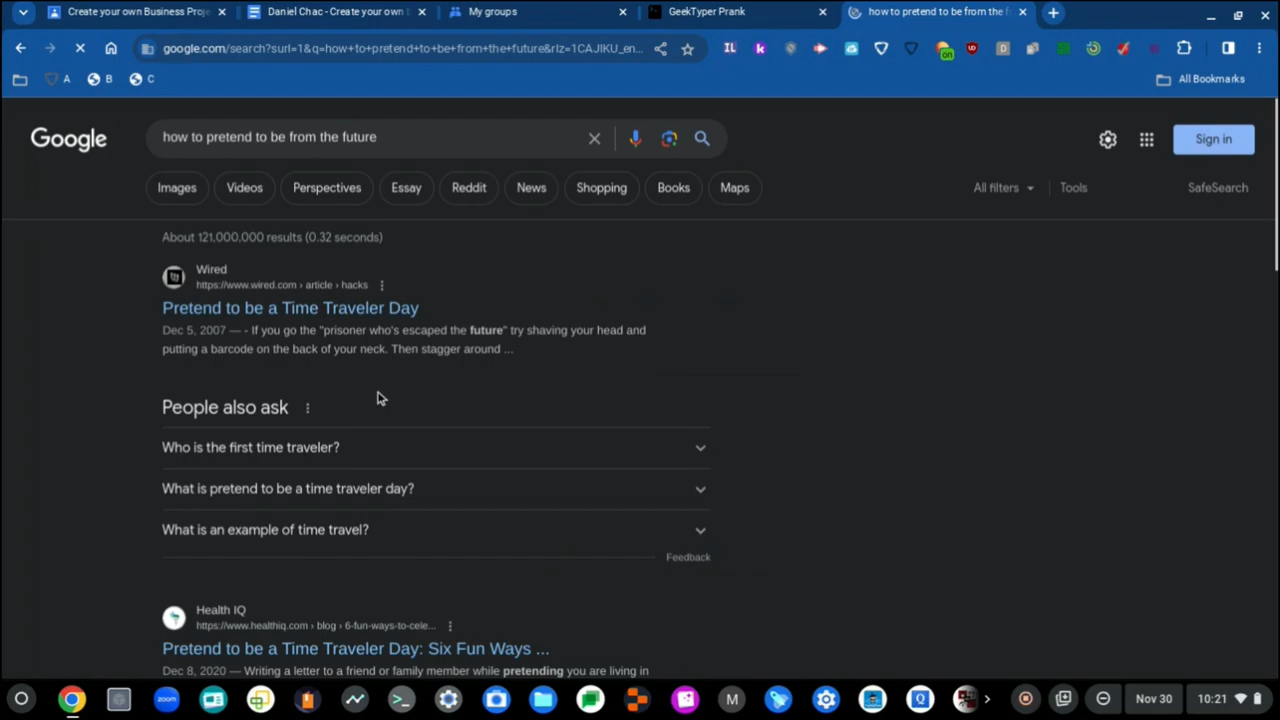 Create your own Business Proje
Daniel Chac - Create your own b
My groups
GeekTyper Prank
how to pretend to be from the f
google.com/search?surl=1&q=how+to+pretend+to+be+from+the+future&rlz=1CAJIKU_en...
IL
k
D
on
A
B
C
All Bookmarks
Google
how to pretend to be from the future
Sign in
Images
Videos
Perspectives
Essay
Reddit
News
Shopping
Books
Maps
All filters
Tools
SafeSearch
About 121,000,000 results (0.32 seconds)
Wired
https://www.wired.com › article › hacks
Pretend to be a Time Traveler Day
Dec 5, 2007 — - If you go the "prisoner who's escaped the future" try shaving your head and
putting a barcode on the back of your neck. Then stagger around ...
People also ask
Who is the first time traveler?
What is pretend to be a time traveler day?
What is an example of time travel?
Feedback
Health IQ
https://www.healthiq.com › blog › 6-fun-ways-to-cele...
Pretend to be a Time Traveler Day: Six Fun Ways ...
Dec 8, 2020 — Writing a letter to a friend or family member while pretending you are living in
zoom
M
Q
Nov 30
10:21